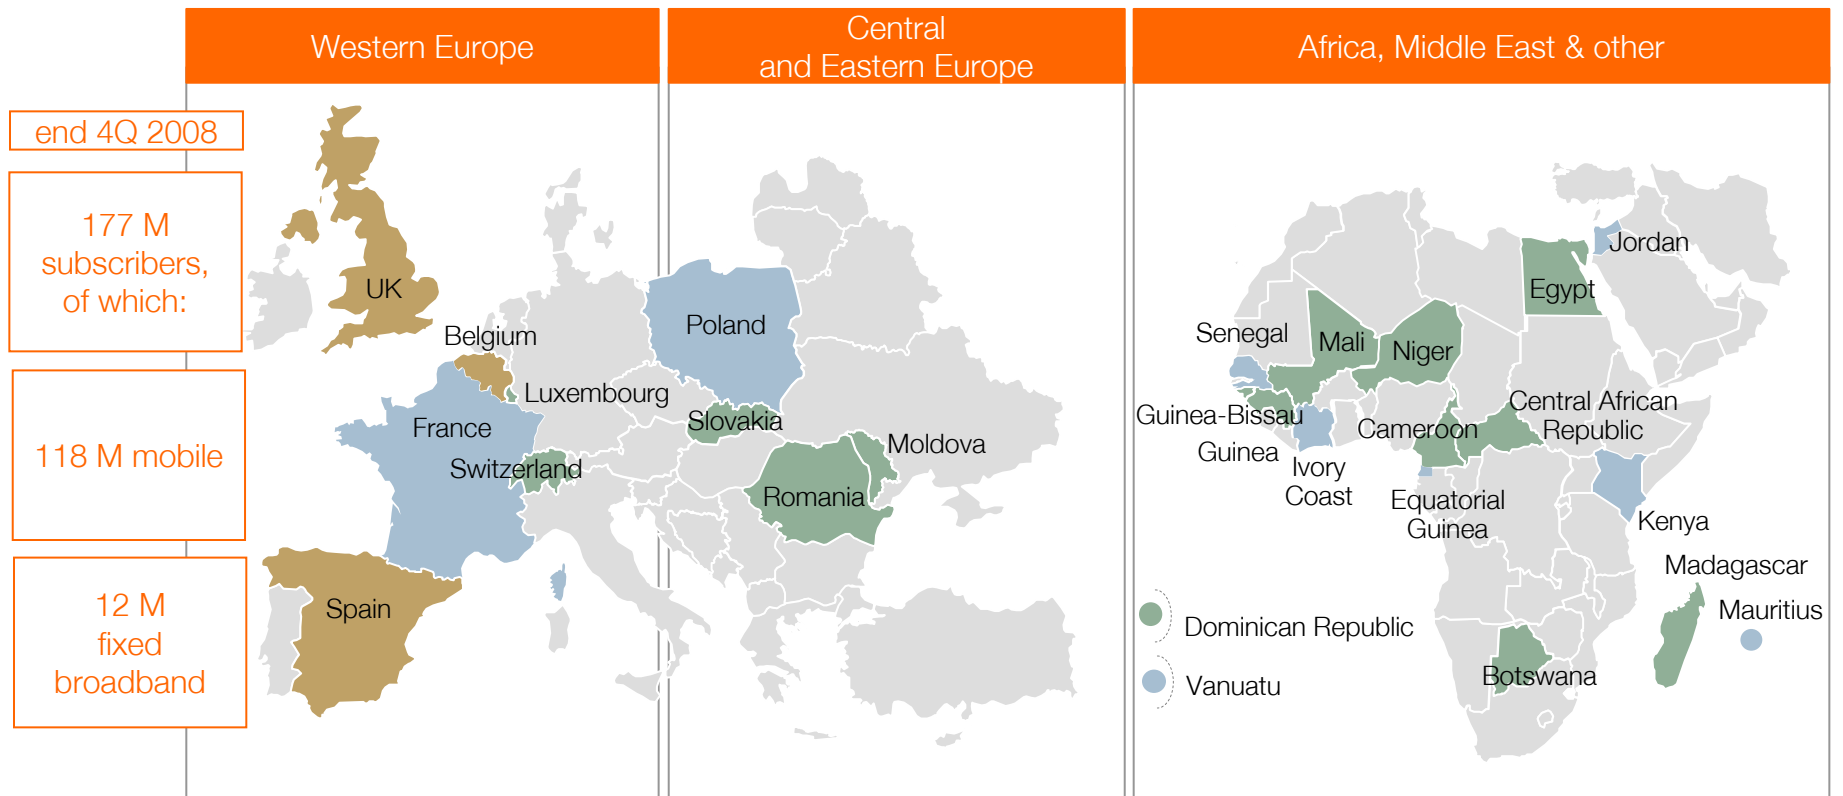 Western Europe
Central
and Eastern Europe
Africa, Middle East & other
end 4Q 2008
177 M
subscribers,
of which:
118 M mobile
12 M
fixed
broadband
UK
Belgium
Luxembourg
France
Switzerland
Spain
Poland
Slovakia
Moldova
Romania
Jordan
Egypt
Senegal
Mali
Niger
Guinea-Bissau
Guinea
Ivory
Coast
Cameroon
Central African
Republic
Equatorial
Guinea
Kenya
Madagascar
Mauritius
Botswana
Dominican Republic
Vanuatu